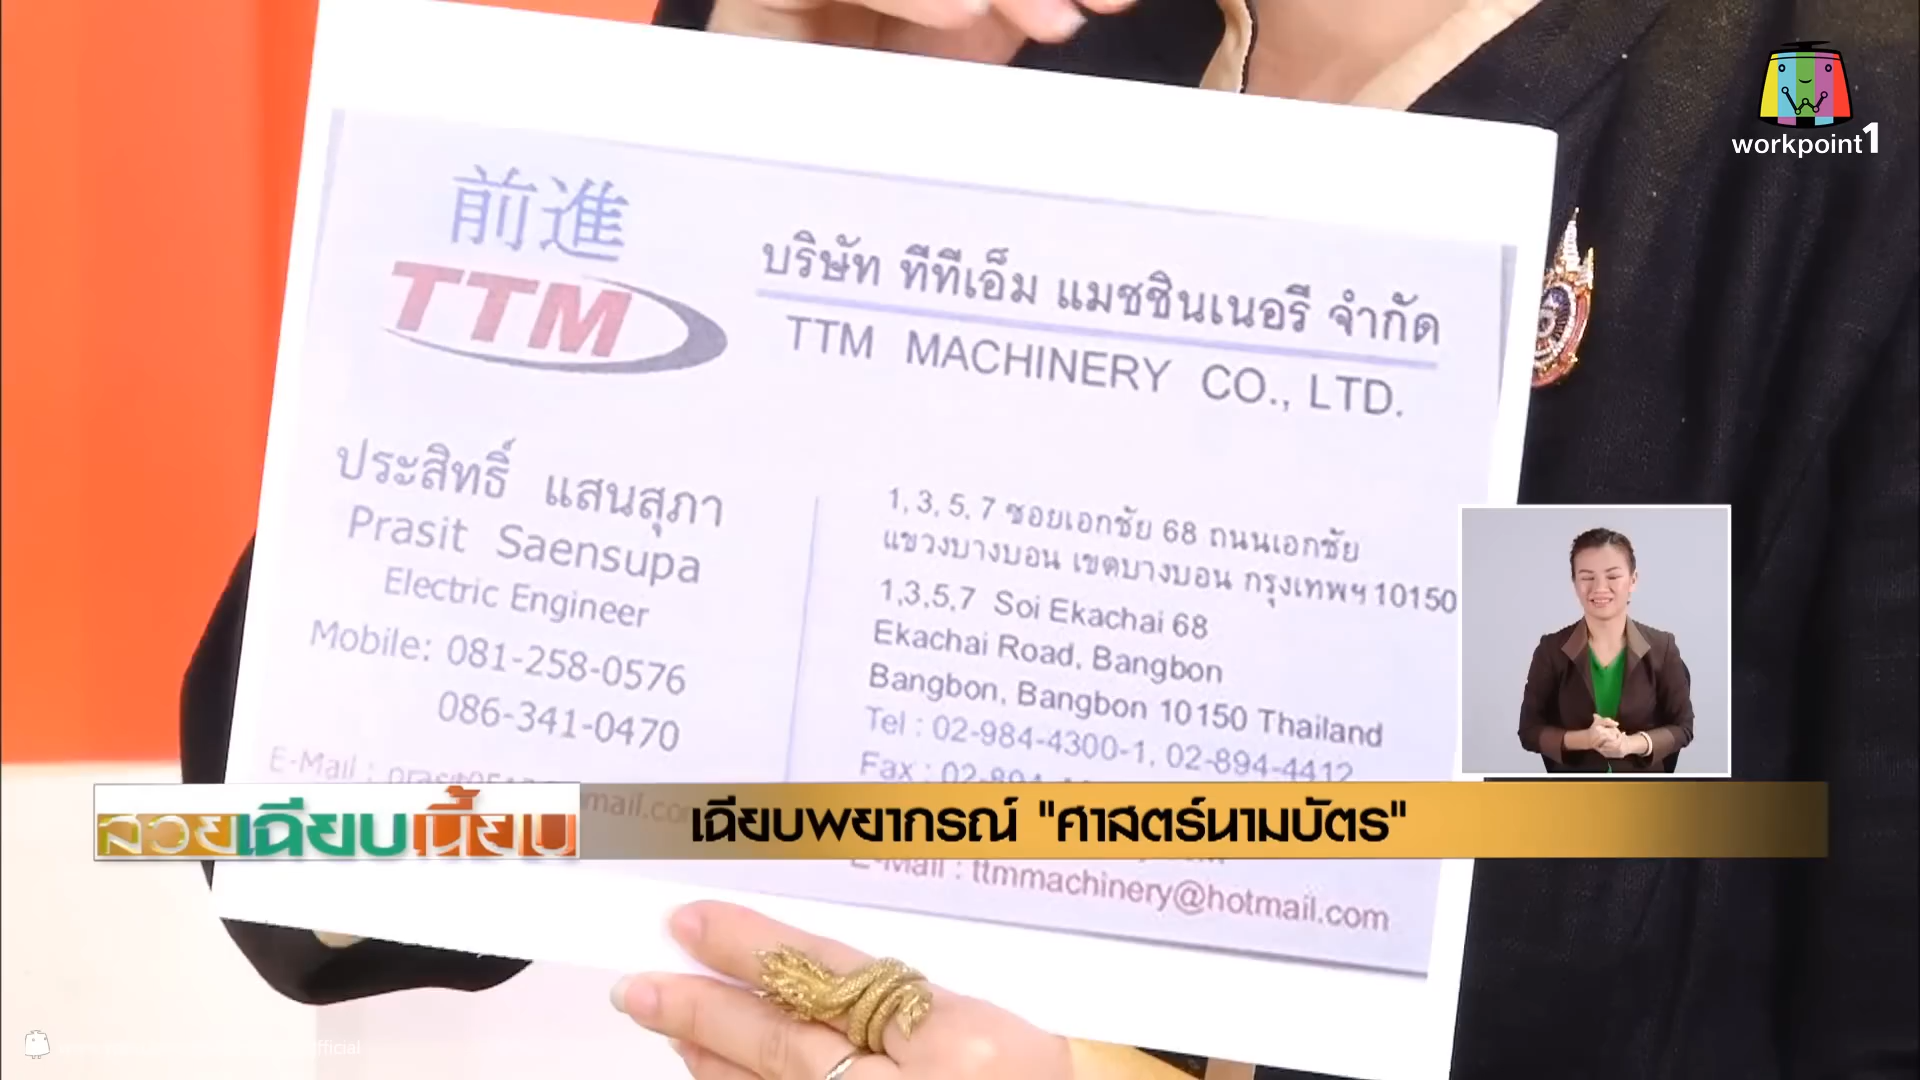 workpoint1
前進
TTM
บริษัท ทีทีเอ็ม แมชชินเนอรี จำกัด
TTM MACHINERY CO., LTD.
ประสิทธิ์ แสนสุภา
Prasit Saensupa
Electric Engineer
Mobile: 081-258-0576
086-341-0470
E-Mail :
1, 3, 5, 7 ซอยเอกชัย 68 ถนนเอกชัย
แขวงบางบอน เขตบางบอน กรุงเทพฯ 10150
1,3,5,7 Soi Ekachai 68
Ekachai Road, Bangbon
Bangbon, Bangbon 10150 Thailand
Tel : 02-984-4300-1, 02-894-4412
Fax :
E-Mail : ttmmachinery@hotmail.com
สวยเฉียบเนี้ยบ
เฉียบพยากรณ์ "ศาสตร์นามบัตร"